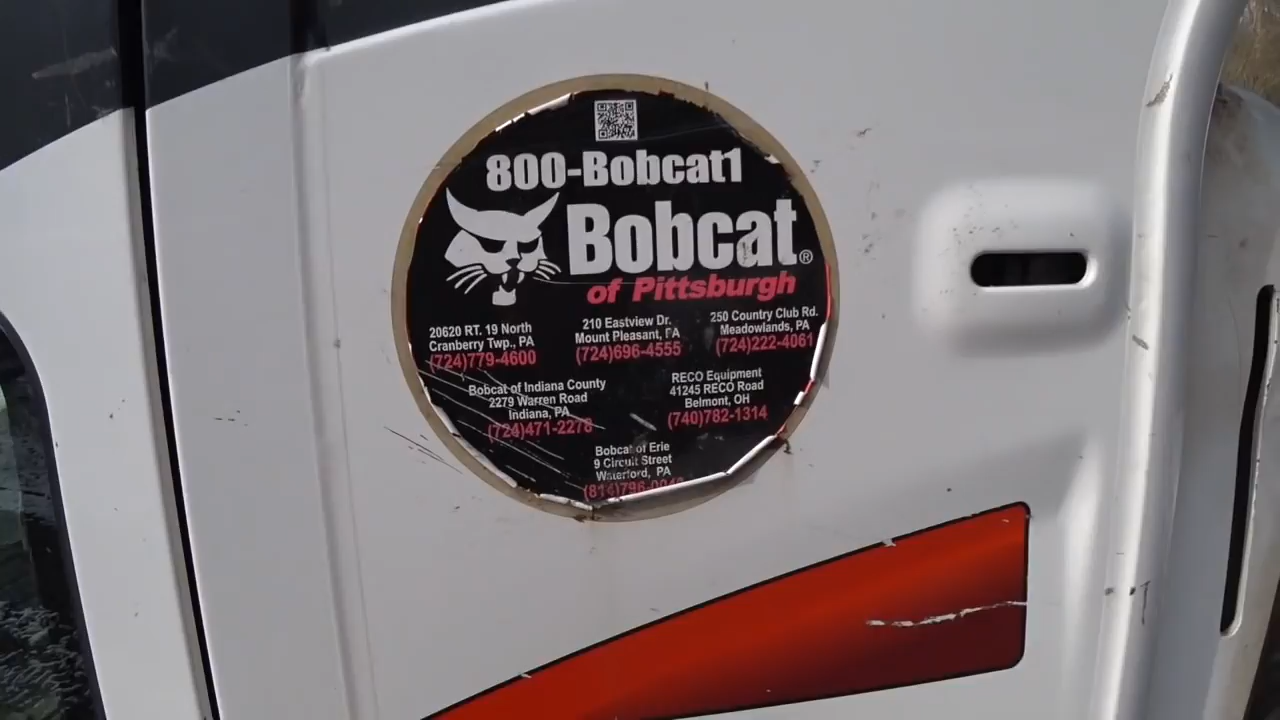 800-Bobcat1
Bobcat®
of Pittsburgh
20620 RT. 19 North
Cranberry Twp., PA
(724)779-4600
210 Eastview Dr.
Mount Pleasant, PA
(724)696-4555
250 Country Club Rd.
Meadowlands, PA
(724)222-4061
Bobcat of Indiana County
2279 Warren Road
Indiana, PA
(724)471-2278
RECO Equipment
41245 RECO Road
Belmont, OH
(740)782-1314
Bobcat of Erie
9 Circuit Street
Waterford, PA